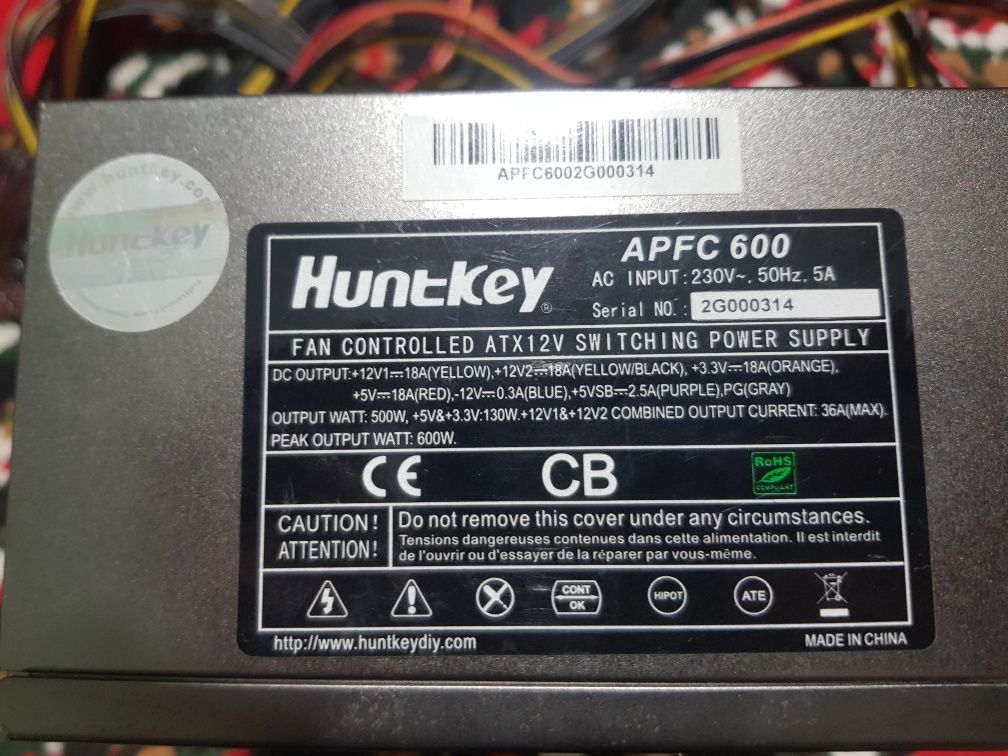 APFC6002G000314
www.huntkey.com
Huntkey
Huntkey®
APFC 600
AC INPUT:230V~, 50Hz, 5A
Serial NO.: 2G000314
FAN CONTROLLED ATX12V SWITCHING POWER SUPPLY
DC OUTPUT:+12V1⎓18A(YELLOW),+12V2⎓18A(YELLOW/BLACK), +3.3V⎓18A(ORANGE),
+5V⎓18A(RED),-12V⎓0.3A(BLUE),+5VSB⎓2.5A(PURPLE),PG(GRAY)
OUTPUT WATT: 500W, +5V&+3.3V:130W.+12V1&+12V2 COMBINED OUTPUT CURRENT: 36A(MAX).
PEAK OUTPUT WATT: 600W.
CE CB RoHS
COMPLIANT
CAUTION!
ATTENTION!
Do not remove this cover under any circumstances.
Tensions dangereuses contenues dans cette alimentation. Il est interdit
de l'ouvrir ou d'essayer de la réparer par vous-même.
CONT
OK
HIPOT
ATE
http://www.huntkeydiy.com
MADE IN CHINA